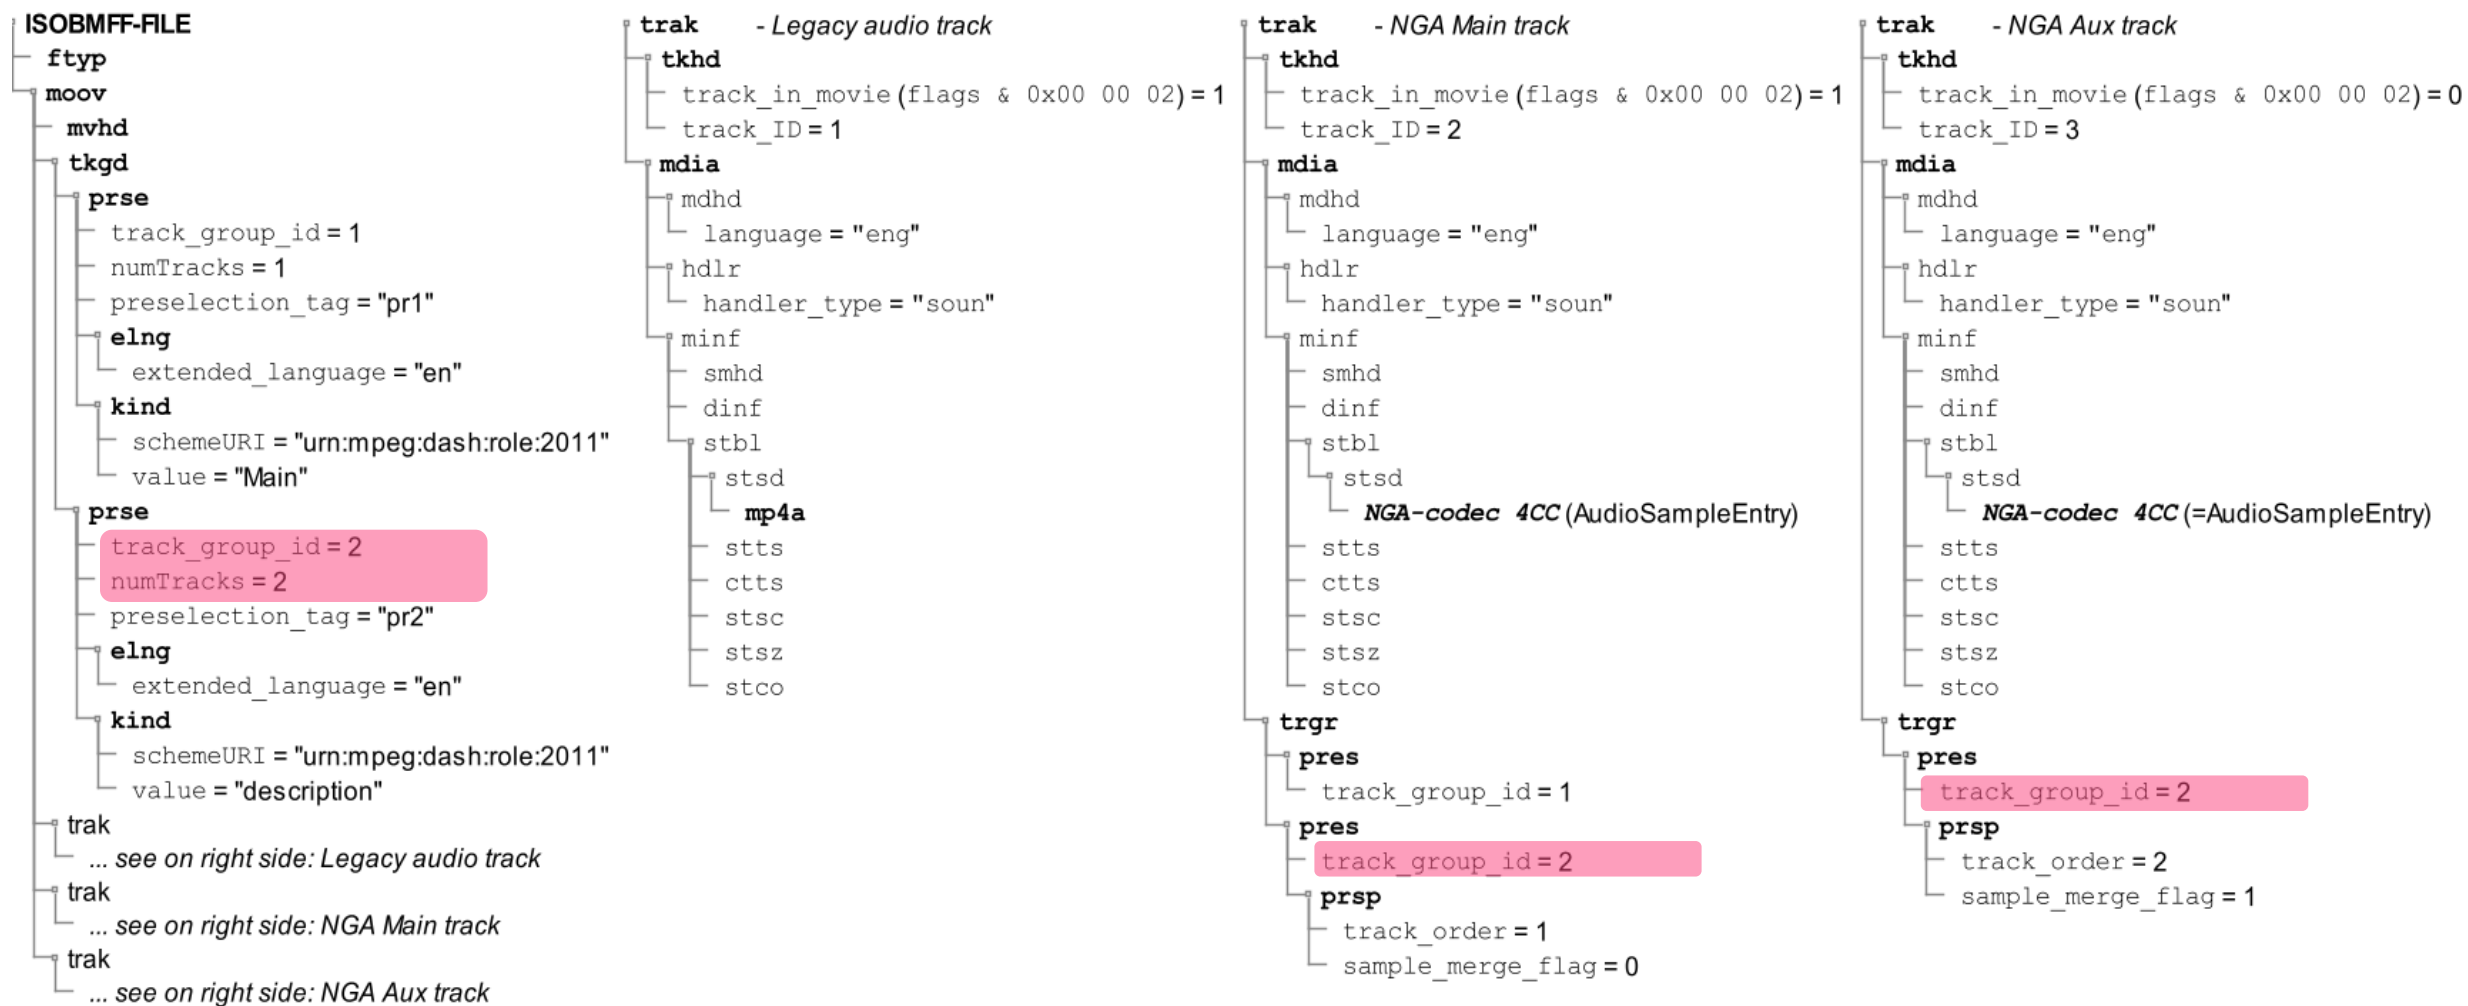 ISOBMFF-FILE
ftyp
moov
mvhd
tkgd
prse
track_group_id = 1
numTracks = 1
preselection_tag = "pr1"
elng
extended_language = "en"
kind
schemeURI = "urn:mpeg:dash:role:2011"
value = "Main"
prse
track_group_id = 2
numTracks = 2
preselection_tag = "pr2"
elng
extended_language = "en"
kind
schemeURI = "urn:mpeg:dash:role:2011"
value = "description"
trak
... see on right side: Legacy audio track
trak
... see on right side: NGA Main track
trak
... see on right side: NGA Aux track
trak - Legacy audio track
tkhd
track_in_movie (flags & 0x00 00 02) = 1
track_ID = 1
mdia
mdhd
language = "eng"
hdlr
handler_type = "soun"
minf
smhd
dinf
stbl
stsd
mp4a
stts
ctts
stsc
stsz
stco
trak - NGA Main track
tkhd
track_in_movie (flags & 0x00 00 02) = 1
track_ID = 2
mdia
mdhd
language = "eng"
hdlr
handler_type = "soun"
minf
smhd
dinf
stbl
stsd
NGA-codec 4CC (AudioSampleEntry)
stts
ctts
stsc
stsz
stco
trgr
pres
track_group_id = 1
pres
track_group_id = 2
prsp
track_order = 1
sample_merge_flag = 0
trak - NGA Aux track
tkhd
track_in_movie (flags & 0x00 00 02) = 0
track_ID = 3
mdia
mdhd
language = "eng"
hdlr
handler_type = "soun"
minf
smhd
dinf
stbl
stsd
NGA-codec 4CC (=AudioSampleEntry)
stts
ctts
stsc
stsz
stco
trgr
pres
track_group_id = 2
prsp
track_order = 2
sample_merge_flag = 1